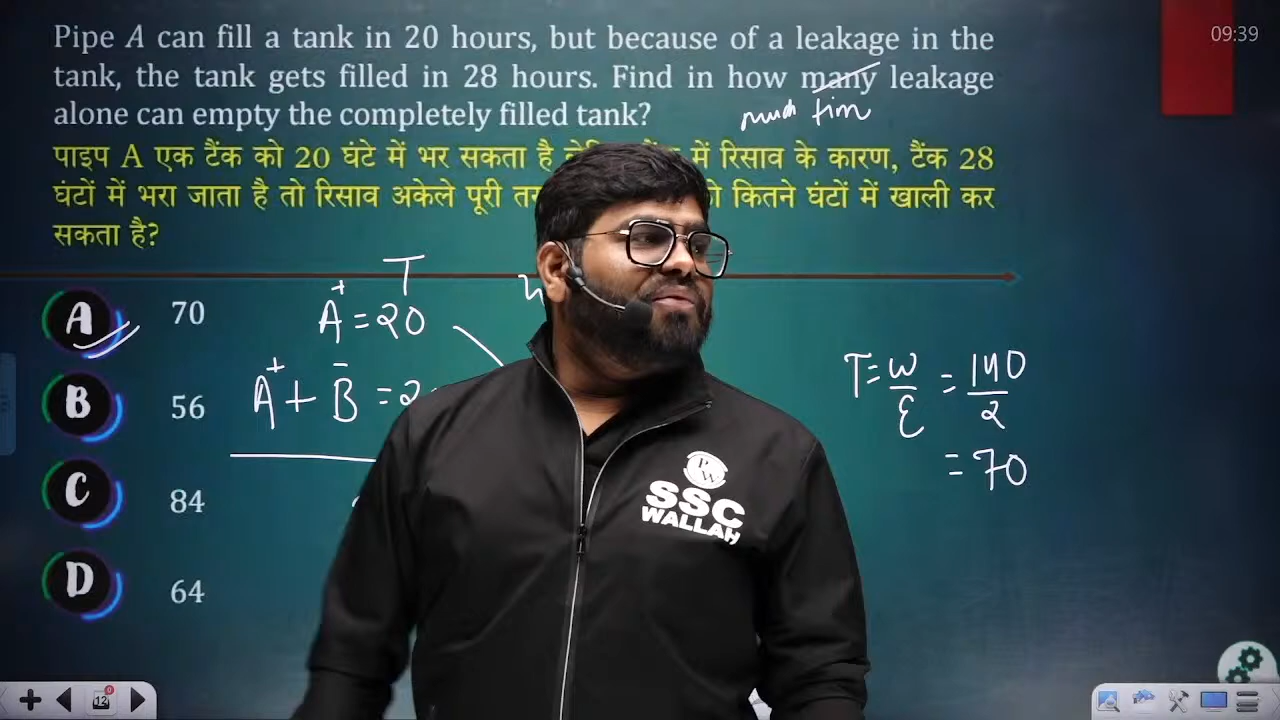 Pipe A can fill a tank in 20 hours, but because of a leakage in the
tank, the tank gets filled in 28 hours. Find in how many leakage
alone can empty the completely filled tank?
much tim
09:39
पाइप A एक टैंक को 20 घंटे में भर सकता है में रिसाव के कारण, टैंक 28
घंटों में भरा जाता है तो रिसाव अकेले पूरी कितने घंटों में खाली कर
सकता है?
A 70
B 56
C 84
D 64
T
A⁺ = 20
A⁺ + B⁻ = 2
T = W/E = 140/2
= 70
PW
SSC
WALLAH
12